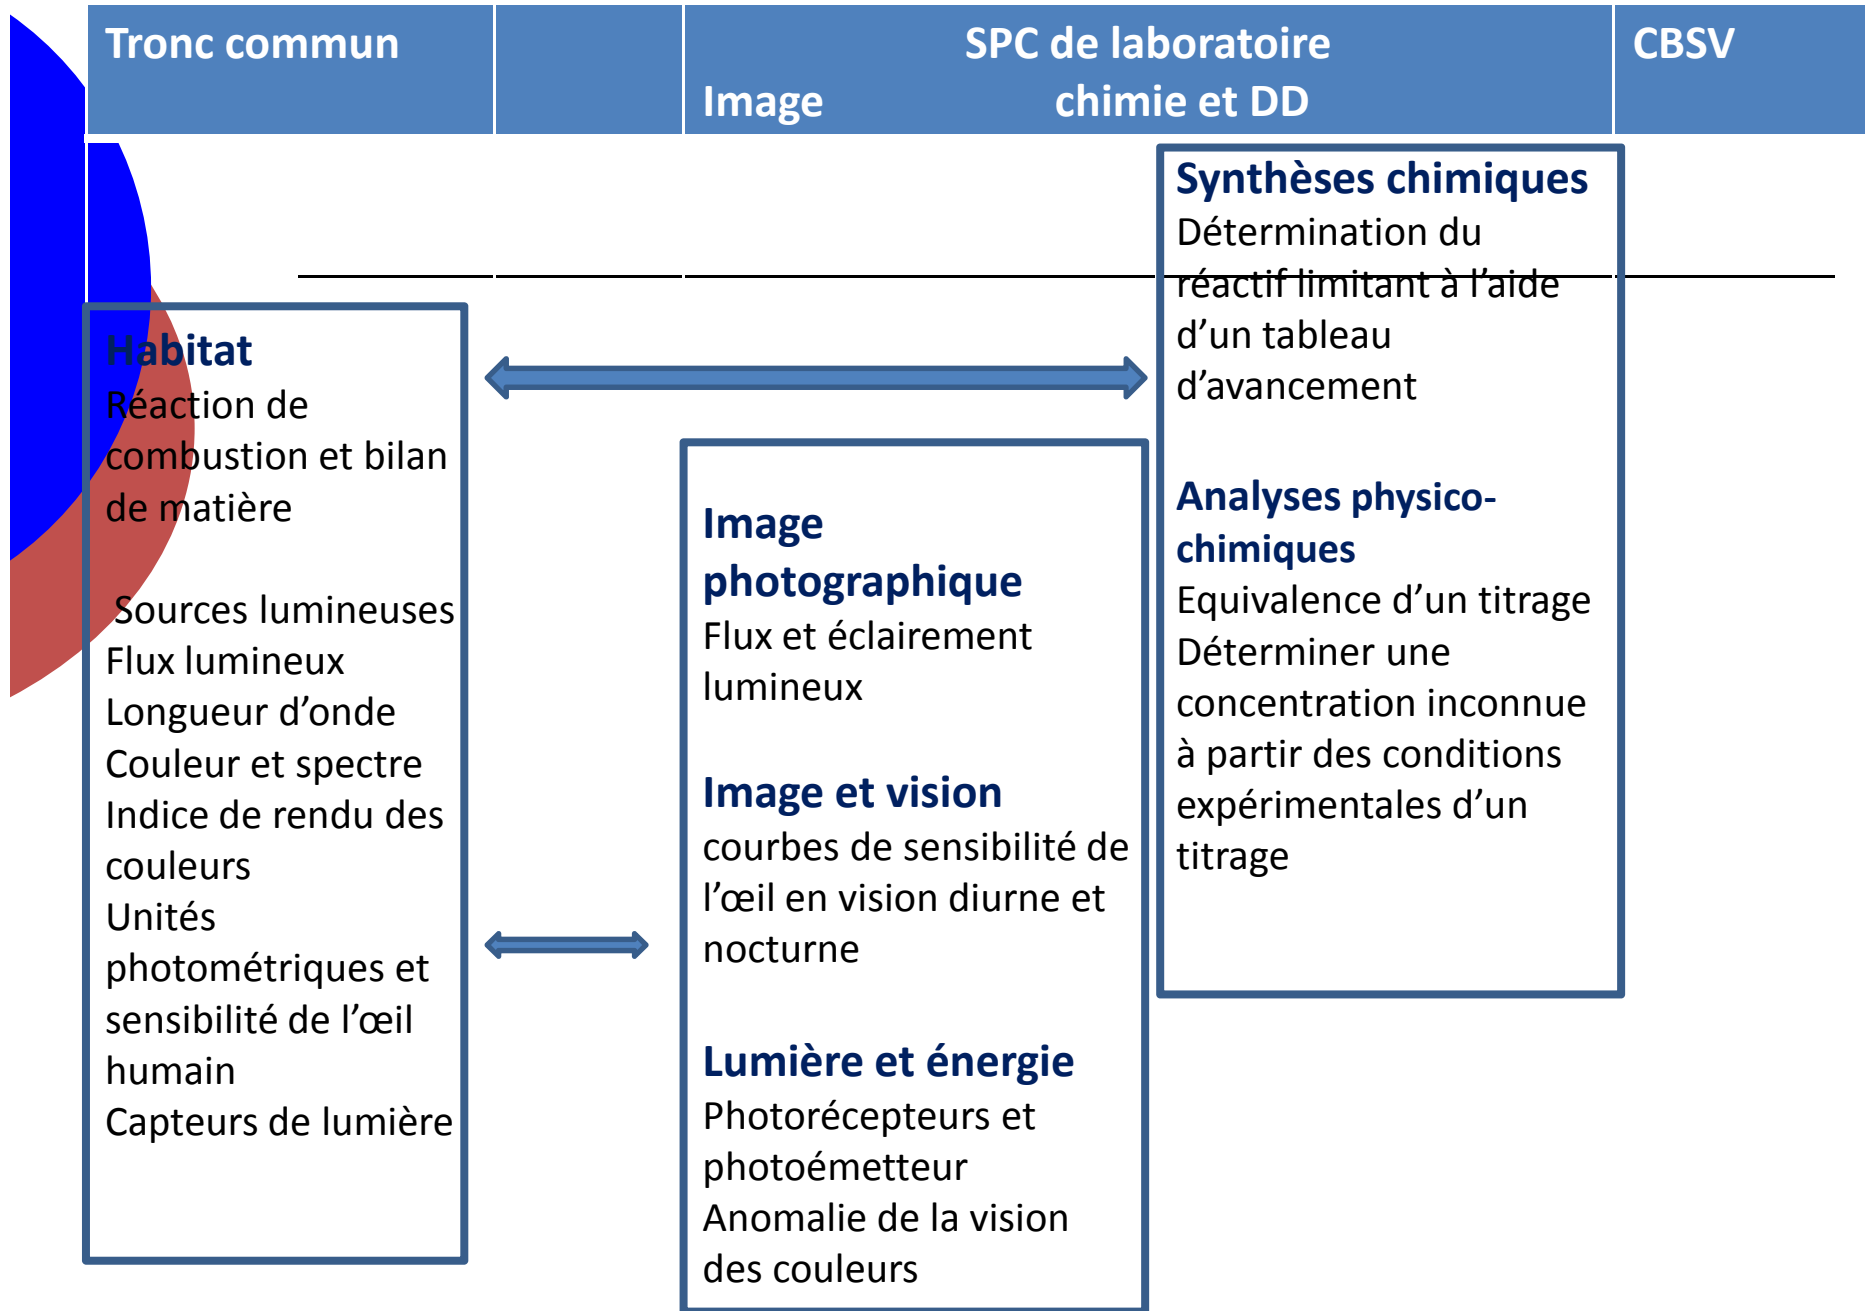 Tronc commun
SPC de laboratoire
Image chimie et DD
CBSV
Habitat
Réaction de
combustion et bilan
de matière
Sources lumineuses
Flux lumineux
Longueur d’onde
Couleur et spectre
Indice de rendu des
couleurs
Unités
photométriques et
sensibilité de l’œil
humain
Capteurs de lumière
Image
photographique
Flux et éclairement
lumineux
Image et vision
courbes de sensibilité de
l’œil en vision diurne et
nocturne
Lumière et énergie
Photorécepteurs et
photoémetteur
Anomalie de la vision
des couleurs
Synthèses chimiques
Détermination du
réactif limitant à l’aide
d’un tableau
d’avancement
Analyses physico-
chimiques
Equivalence d’un titrage
Déterminer une
concentration inconnue
à partir des conditions
expérimentales d’un
titrage